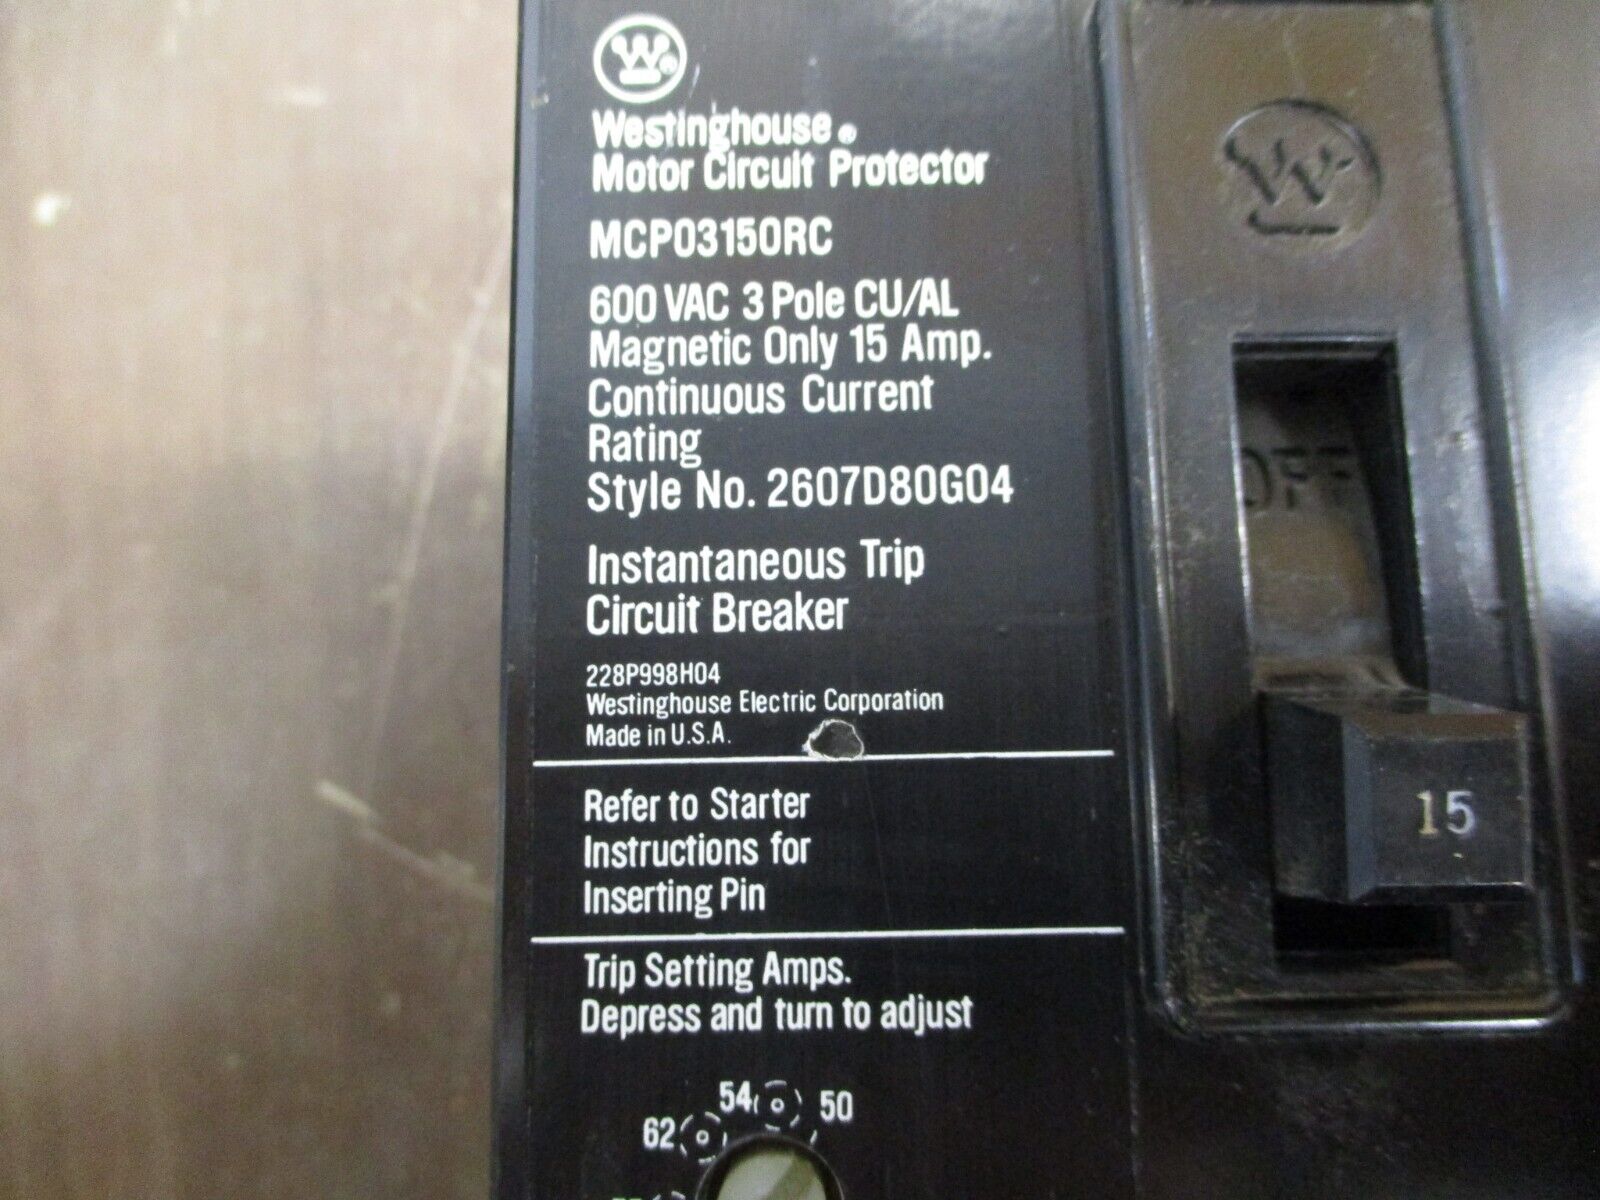 W®
Westinghouse®
Motor Circuit Protector
MCP03150RC
600 VAC 3 Pole CU/AL
Magnetic Only 15 Amp.
Continuous Current
Rating
Style No. 2607D80G04
Instantaneous Trip
Circuit Breaker
228P998H04
Westinghouse Electric Corporation
Made in U.S.A.
Refer to Starter
Instructions for
Inserting Pin
Trip Setting Amps.
Depress and turn to adjust
54 50
62
W
OFF
15